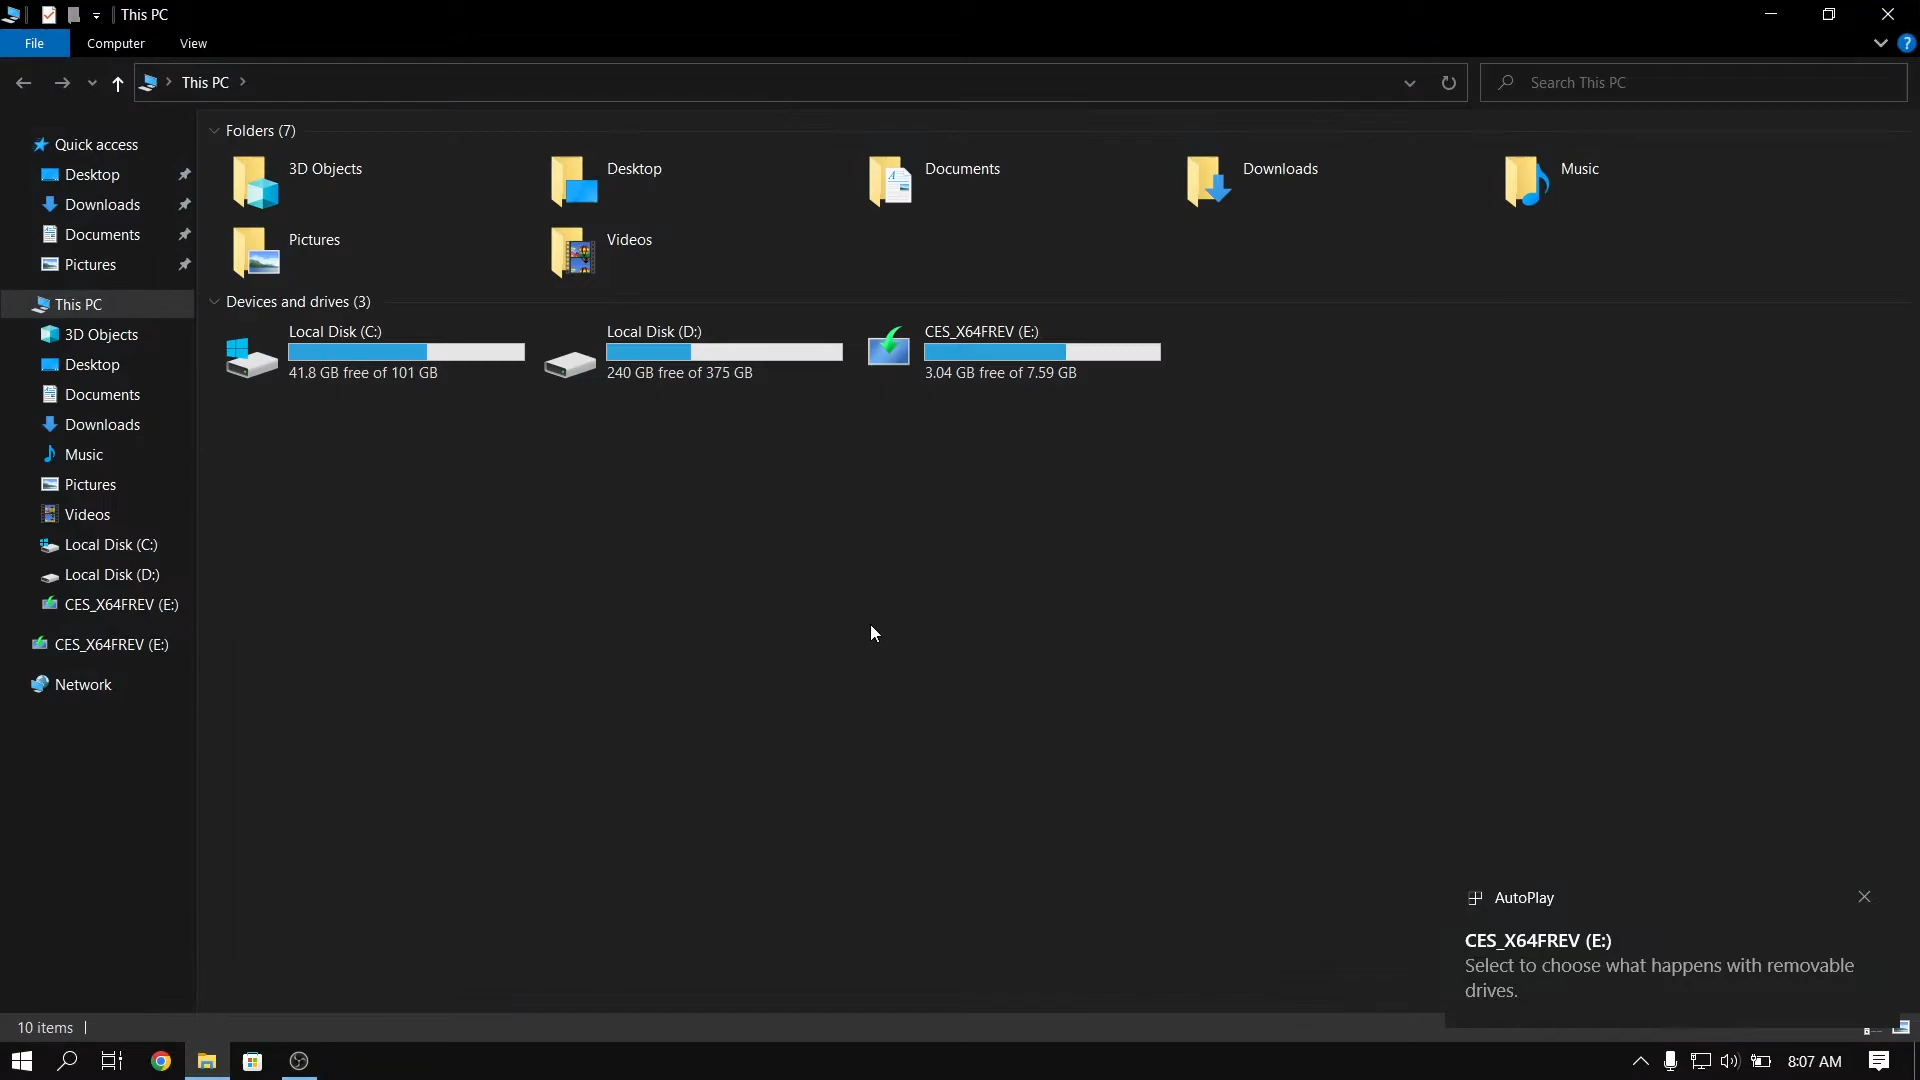 This PC
File
Computer
View
This PC
Search This PC
Quick access
Desktop
Downloads
Documents
Pictures
This PC
3D Objects
Desktop
Documents
Downloads
Music
Pictures
Videos
Local Disk (C:)
Local Disk (D:)
CES_X64FREV (E:)
CES_X64FREV (E:)
Network
Folders (7)
3D Objects
Desktop
Documents
Downloads
Music
Pictures
Videos
Devices and drives (3)
Local Disk (C:)
41.8 GB free of 101 GB
Local Disk (D:)
240 GB free of 375 GB
CES_X64FREV (E:)
3.04 GB free of 7.59 GB
AutoPlay
CES_X64FREV (E:)
Select to choose what happens with removable
drives.
10 items
8:07 AM